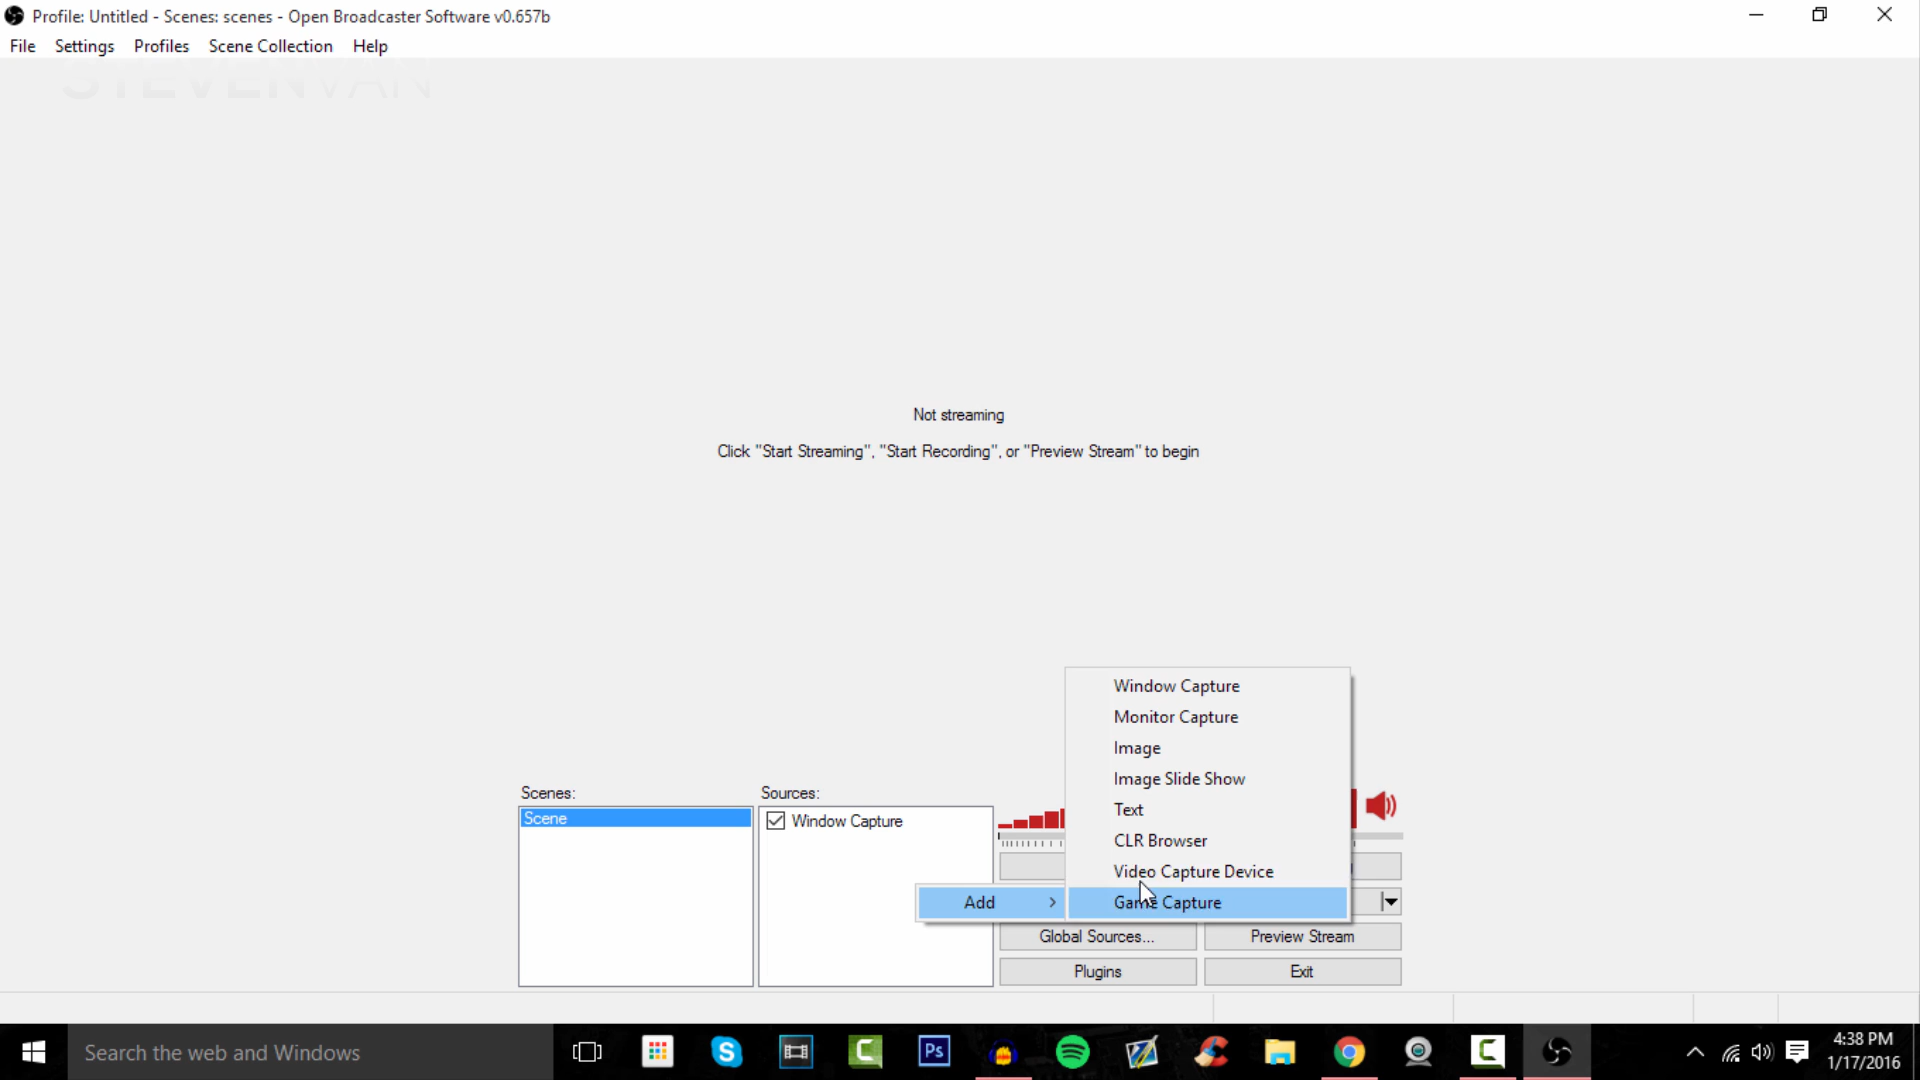 Profile: Untitled - Scenes: scenes - Open Broadcaster Software v0.657b
File Settings Profiles Scene Collection Help
STEVENVAN
Not streaming
Click "Start Streaming", "Start Recording", or "Preview Stream" to begin
Window Capture
Monitor Capture
Image
Image Slide Show
Text
CLR Browser
Video Capture Device
Game Capture
Scenes:
Scene
Sources:
Window Capture
Add
Global Sources...
Preview Stream
Plugins
Exit
Search the web and Windows
Ps
4:38 PM
1/17/2016